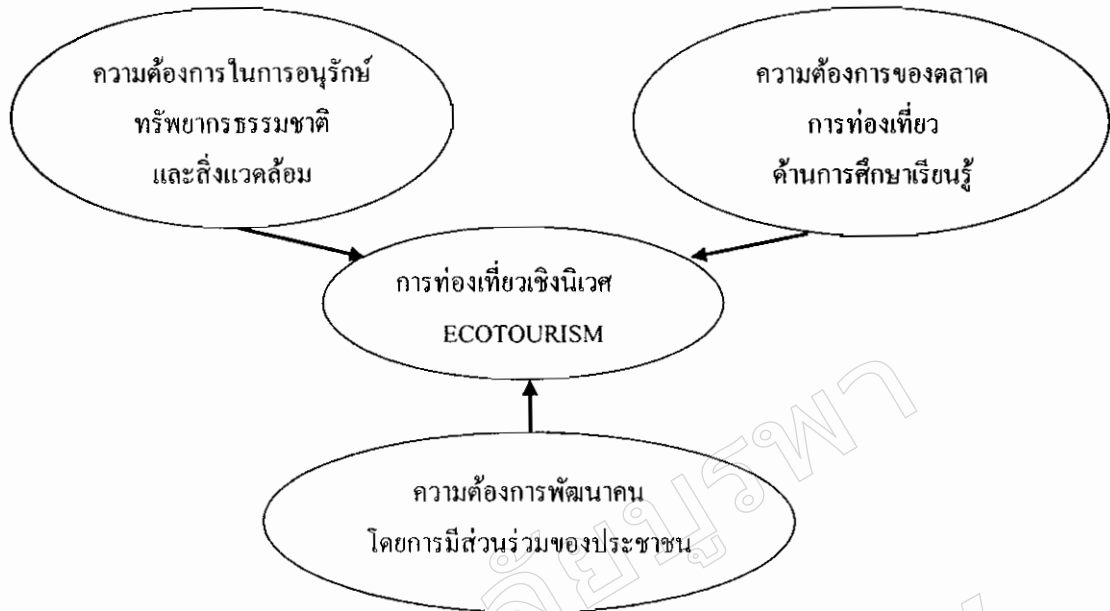 ความต้องการในการอนุรักษ์
ทรัพยากรธรรมชาติ
และสิ่งแวดล้อม
ความต้องการของตลาด
การท่องเที่ยว
ด้านการศึกษาเรียนรู้
การท่องเที่ยวเชิงนิเวศ
ECOTOURISM
ความต้องการพัฒนาคน
โดยการมีส่วนร่วมของประชาชน